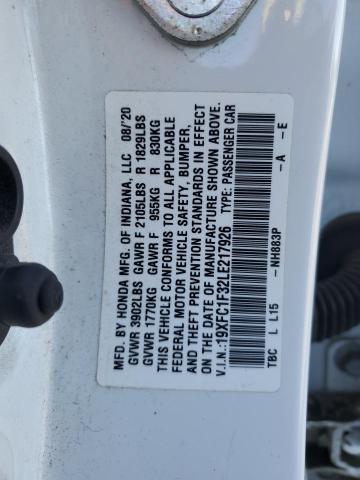 MFD. BY HONDA MFG. OF INDIANA, LLC 08/'20
GVWR 3902LBS GAWR F 2105LBS R 1829LBS
GVWR 1770KG GAWR F 955KG R 830KG
THIS VEHICLE CONFORMS TO ALL APPLICABLE
FEDERAL MOTOR VEHICLE SAFETY, BUMPER,
AND THEFT PREVENTION STANDARDS IN EFFECT
ON THE DATE OF MANUFACTURE SHOWN ABOVE.
V.I.N.:19XFC1F32LE217926 TYPE: PASSENGER CAR
TBC L L15 -NH883P -A -E